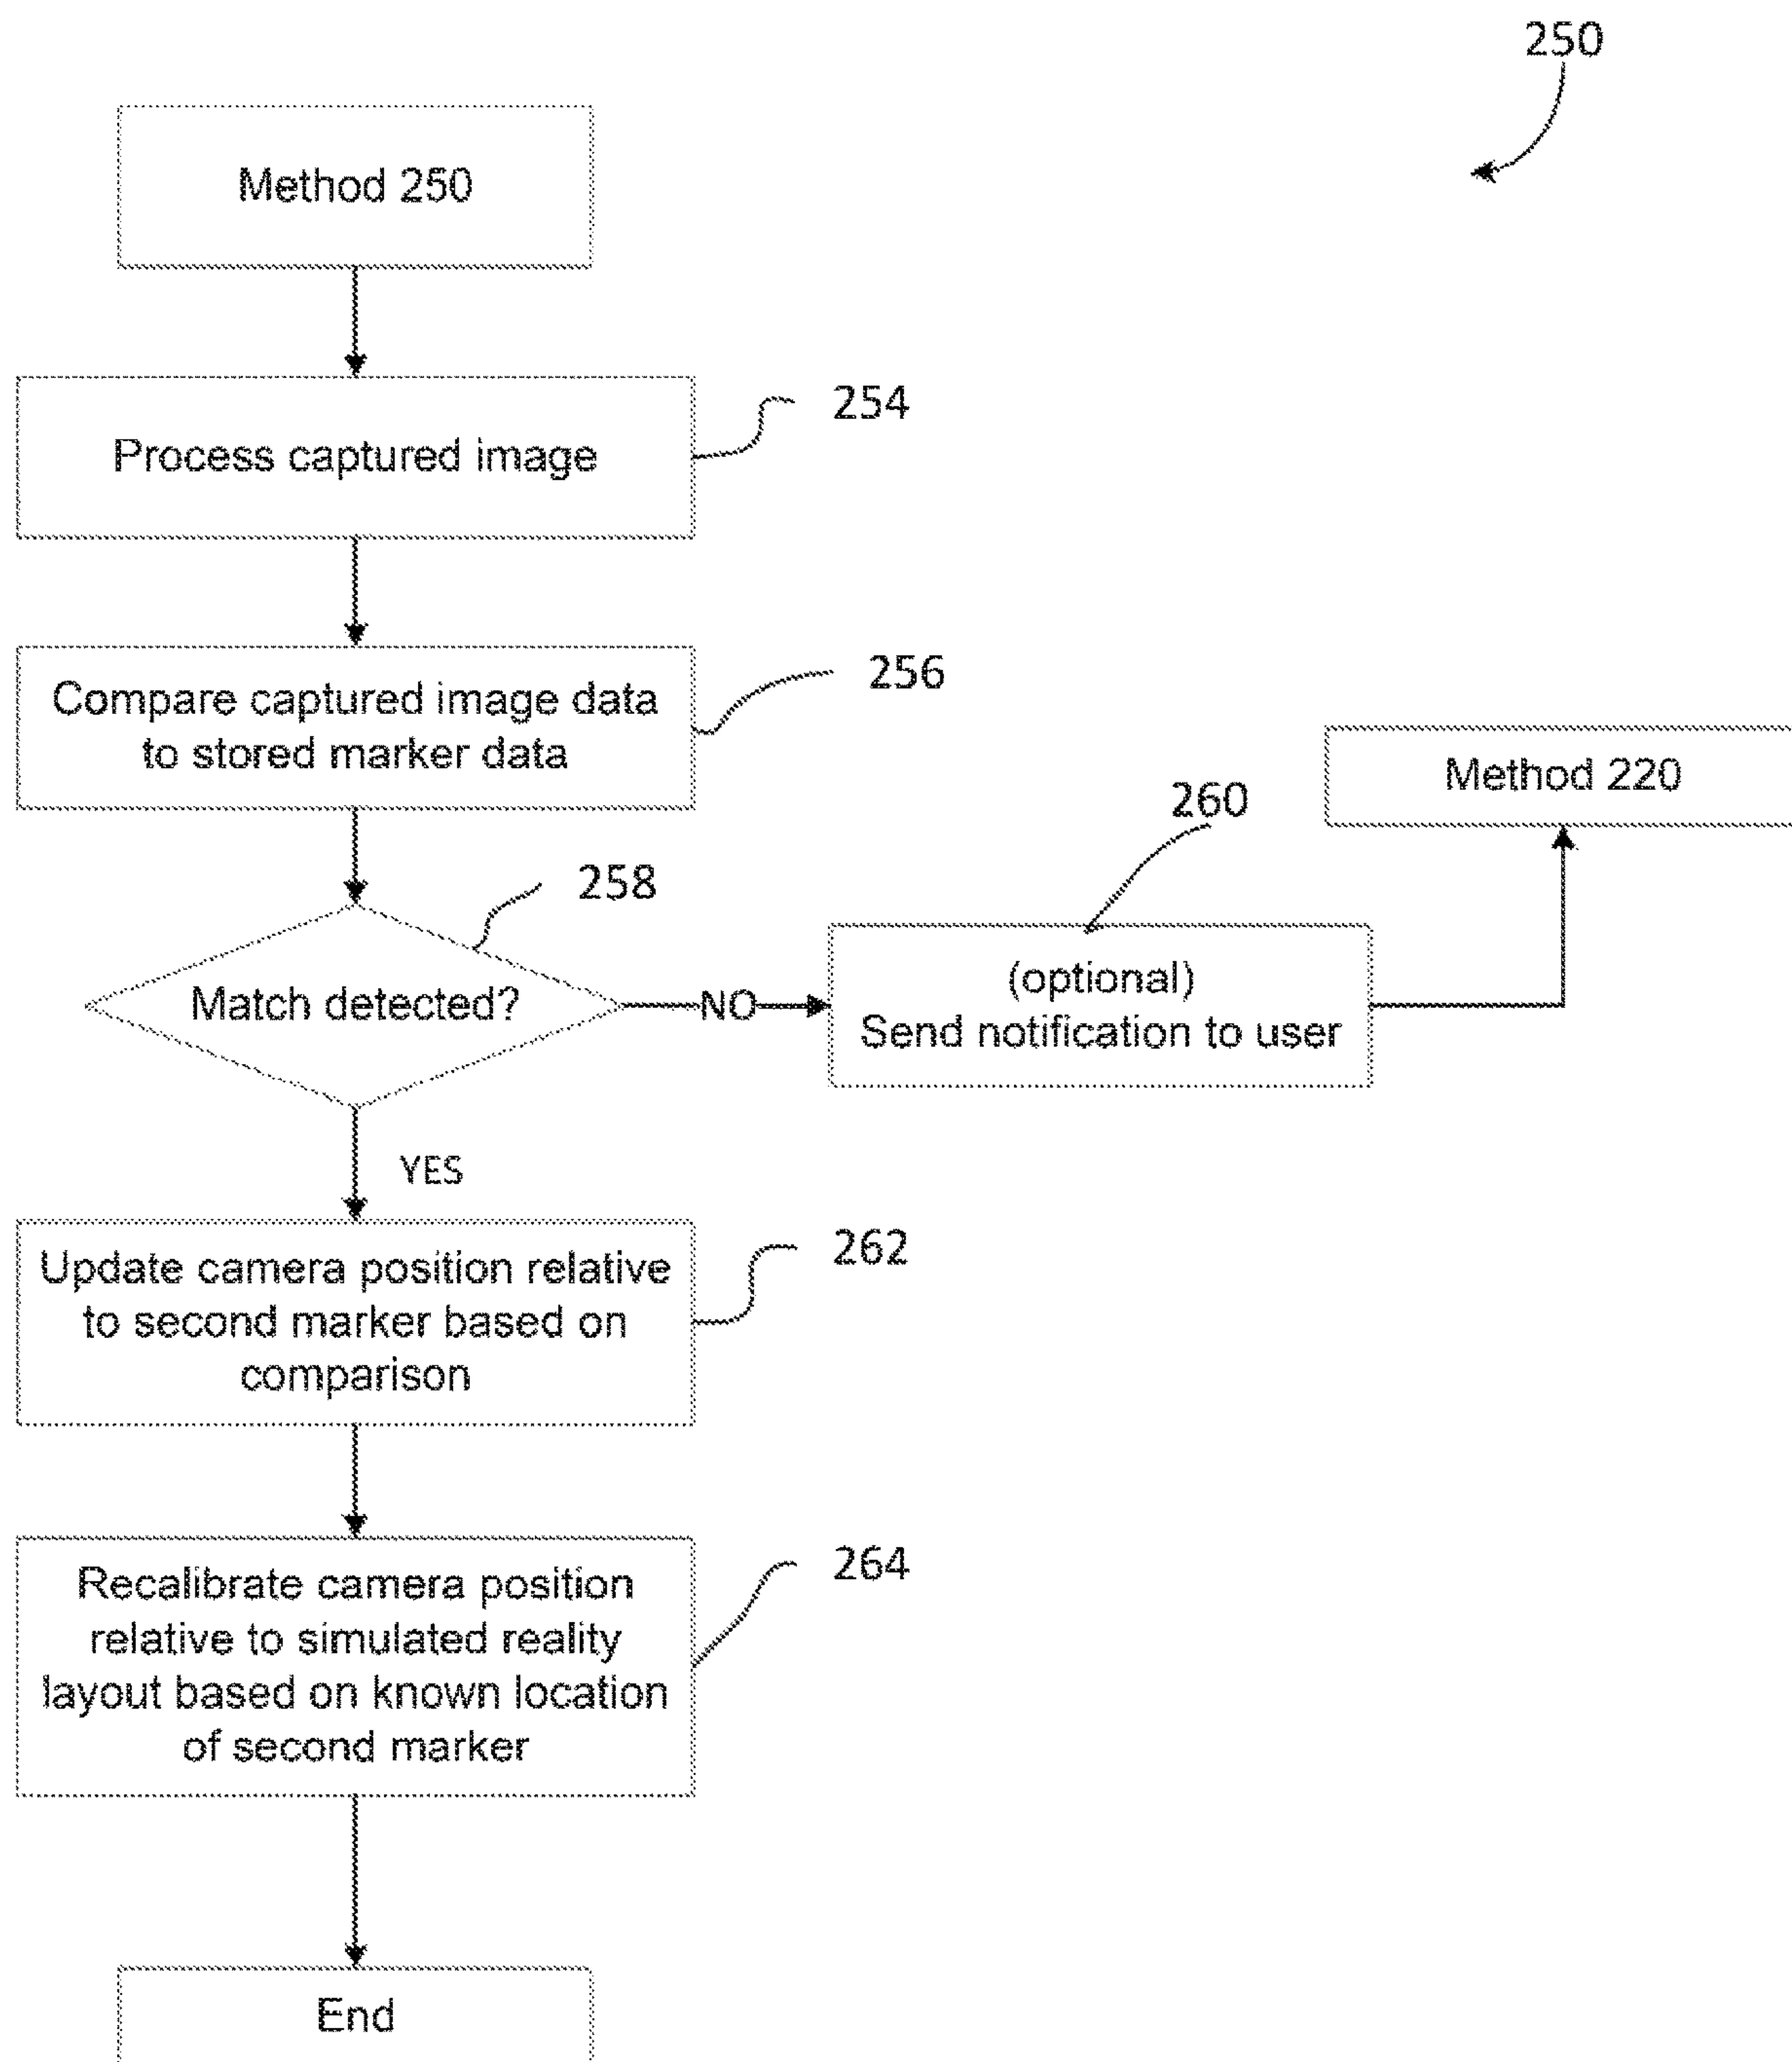 250
Method 250
254
Process captured image
256
Compare captured image data
to stored marker data
Method 220
260
258
Match detected?
NO
(optional)
Send notification to user
YES
262
Update camera position relative
to second marker based on
comparison
264
Recalibrate camera position
relative to simulated reality
layout based on known location
of second marker
End